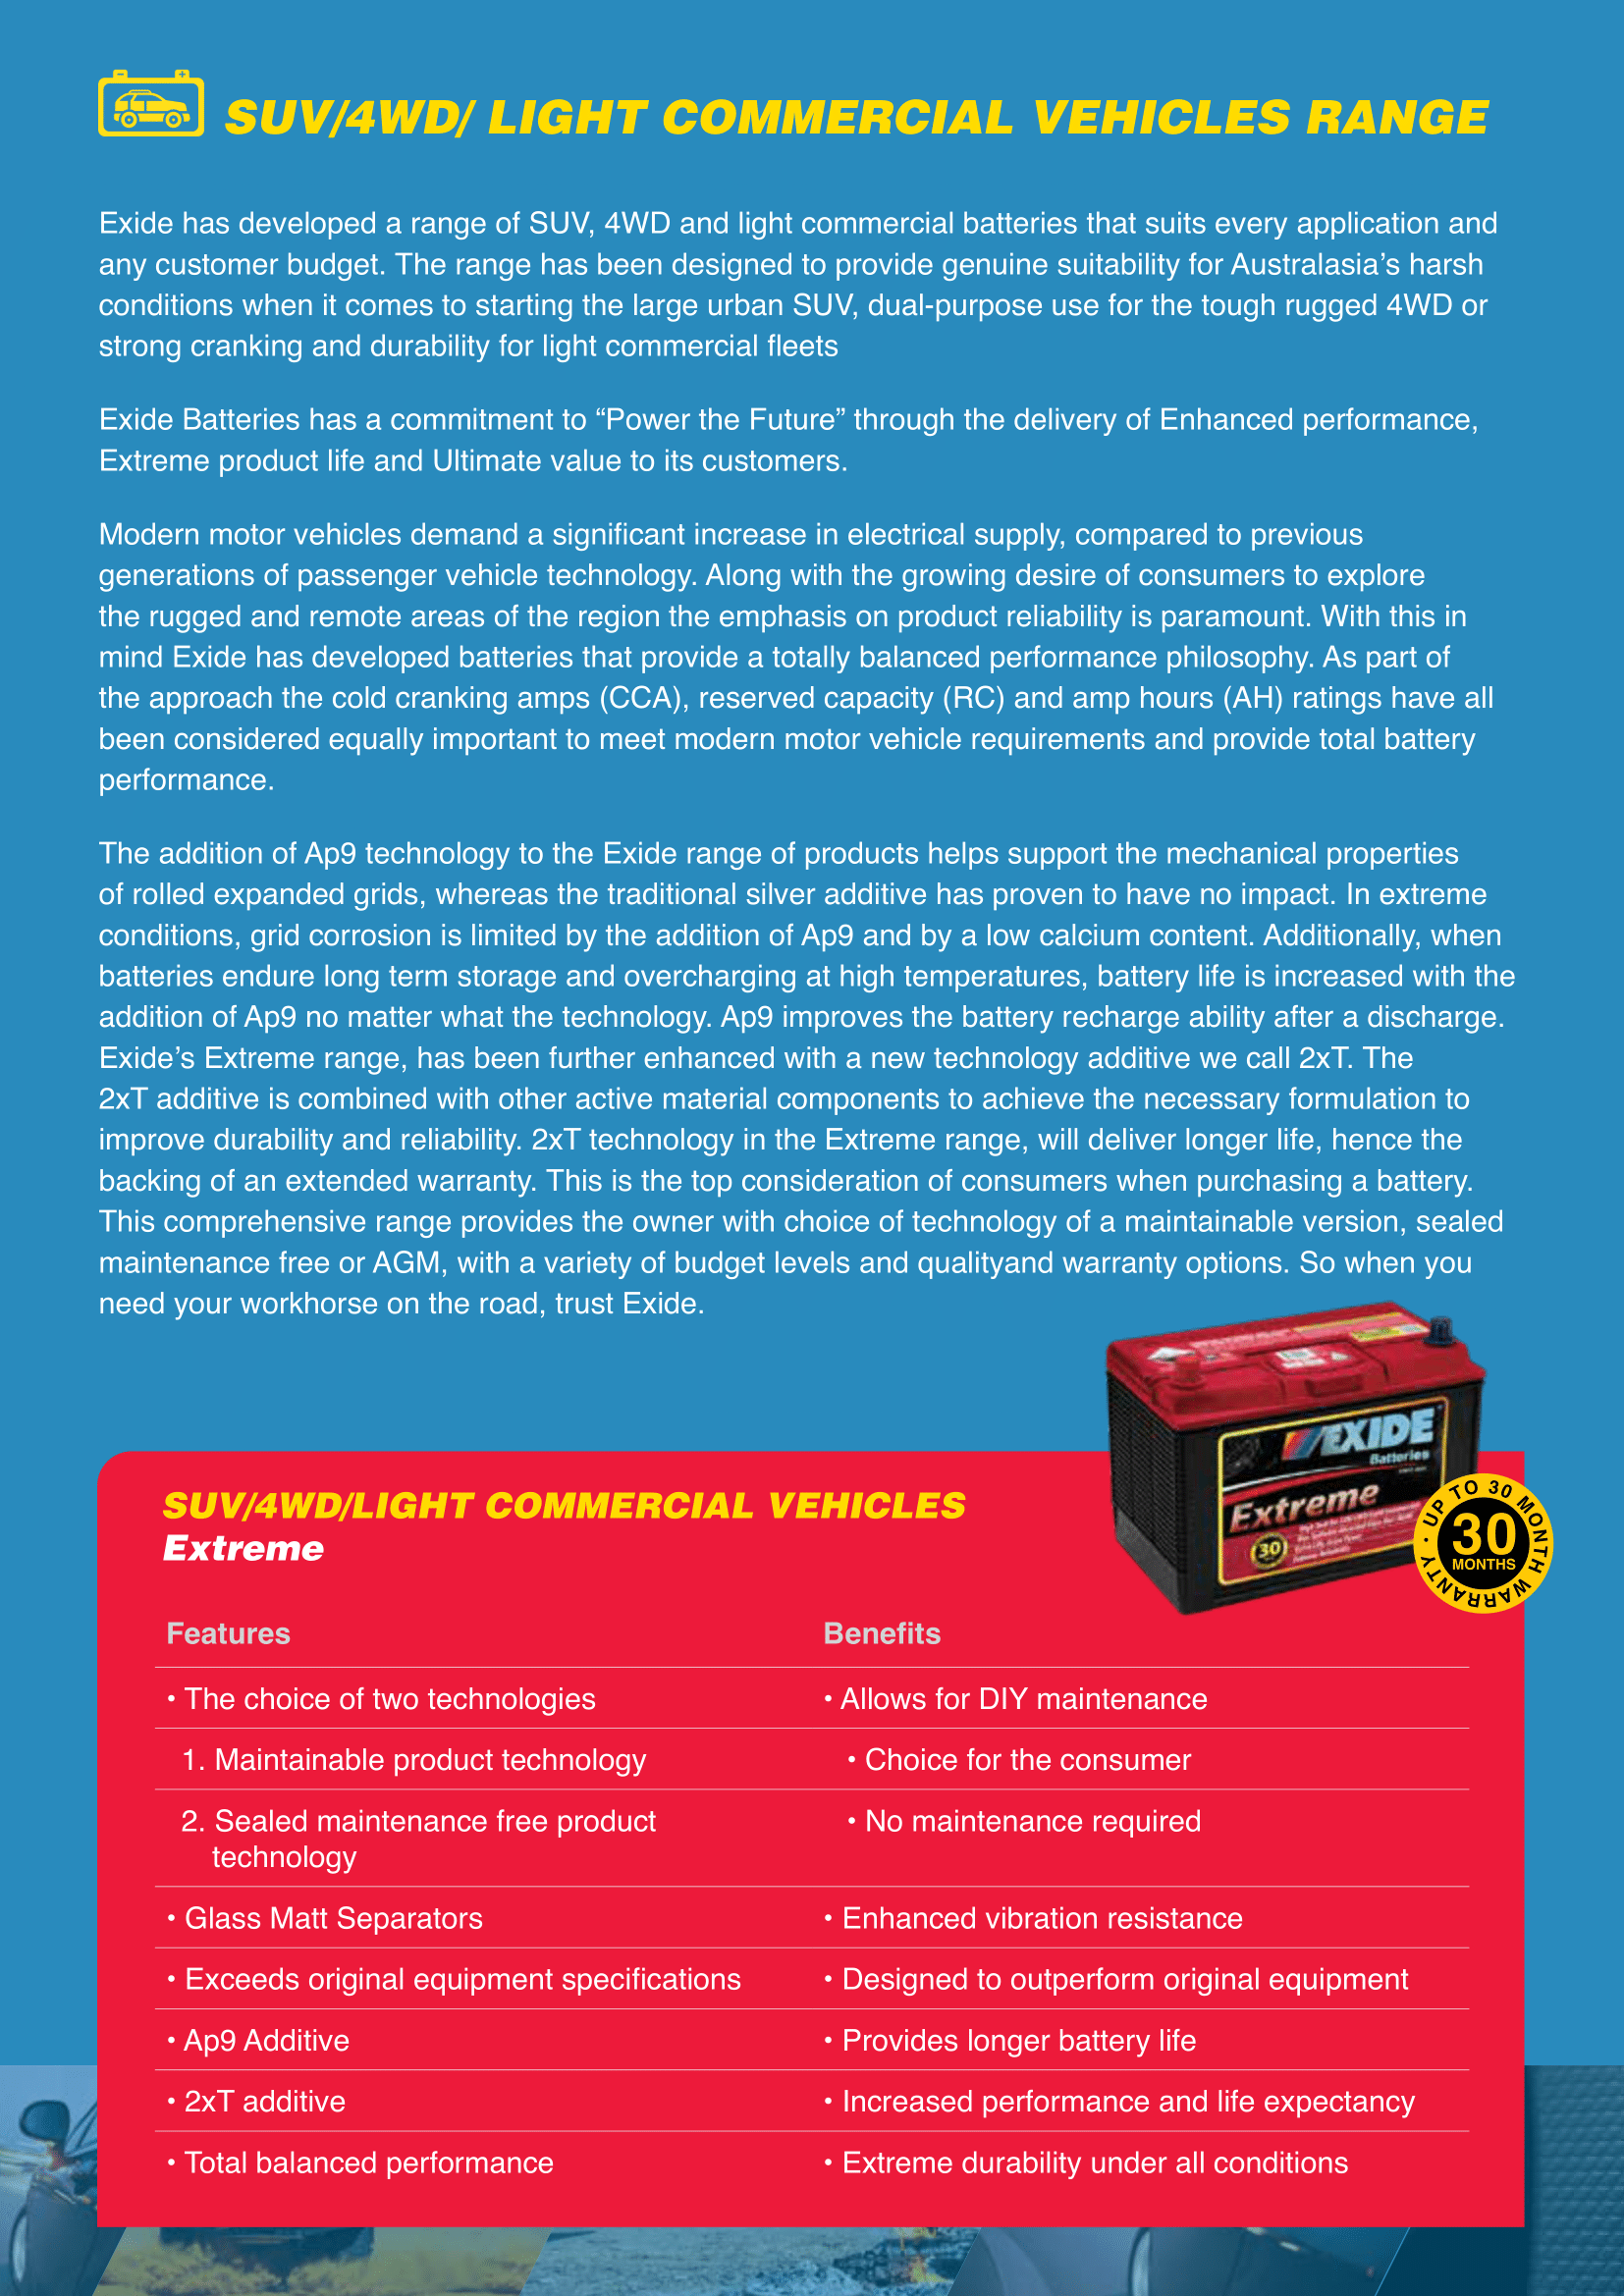 SUV/4WD/ LIGHT COMMERCIAL VEHICLES RANGE
Exide has developed a range of SUV, 4WD and light commercial batteries that suits every application and
any customer budget. The range has been designed to provide genuine suitability for Australasia’s harsh
conditions when it comes to starting the large urban SUV, dual-purpose use for the tough rugged 4WD or
strong cranking and durability for light commercial fleets
Exide Batteries has a commitment to “Power the Future” through the delivery of Enhanced performance,
Extreme product life and Ultimate value to its customers.
Modern motor vehicles demand a significant increase in electrical supply, compared to previous
generations of passenger vehicle technology. Along with the growing desire of consumers to explore
the rugged and remote areas of the region the emphasis on product reliability is paramount. With this in
mind Exide has developed batteries that provide a totally balanced performance philosophy. As part of
the approach the cold cranking amps (CCA), reserved capacity (RC) and amp hours (AH) ratings have all
been considered equally important to meet modern motor vehicle requirements and provide total battery
performance.
The addition of Ap9 technology to the Exide range of products helps support the mechanical properties
of rolled expanded grids, whereas the traditional silver additive has proven to have no impact. In extreme
conditions, grid corrosion is limited by the addition of Ap9 and by a low calcium content. Additionally, when
batteries endure long term storage and overcharging at high temperatures, battery life is increased with the
addition of Ap9 no matter what the technology. Ap9 improves the battery recharge ability after a discharge.
Exide’s Extreme range, has been further enhanced with a new technology additive we call 2xT. The
2xT additive is combined with other active material components to achieve the necessary formulation to
improve durability and reliability. 2xT technology in the Extreme range, will deliver longer life, hence the
backing of an extended warranty. This is the top consideration of consumers when purchasing a battery.
This comprehensive range provides the owner with choice of technology of a maintainable version, sealed
maintenance free or AGM, with a variety of budget levels and qualityand warranty options. So when you
need your workhorse on the road, trust Exide.
EXIDE
Batteries
Extreme
30
• UP TO 30 MONTH WARRANTY
30
MONTHS
SUV/4WD/LIGHT COMMERCIAL VEHICLES
Extreme
Features Benefits
• The choice of two technologies • Allows for DIY maintenance
1. Maintainable product technology • Choice for the consumer
2. Sealed maintenance free product • No maintenance required
technology
• Glass Matt Separators • Enhanced vibration resistance
• Exceeds original equipment specifications • Designed to outperform original equipment
• Ap9 Additive • Provides longer battery life
• 2xT additive • Increased performance and life expectancy
• Total balanced performance • Extreme durability under all conditions